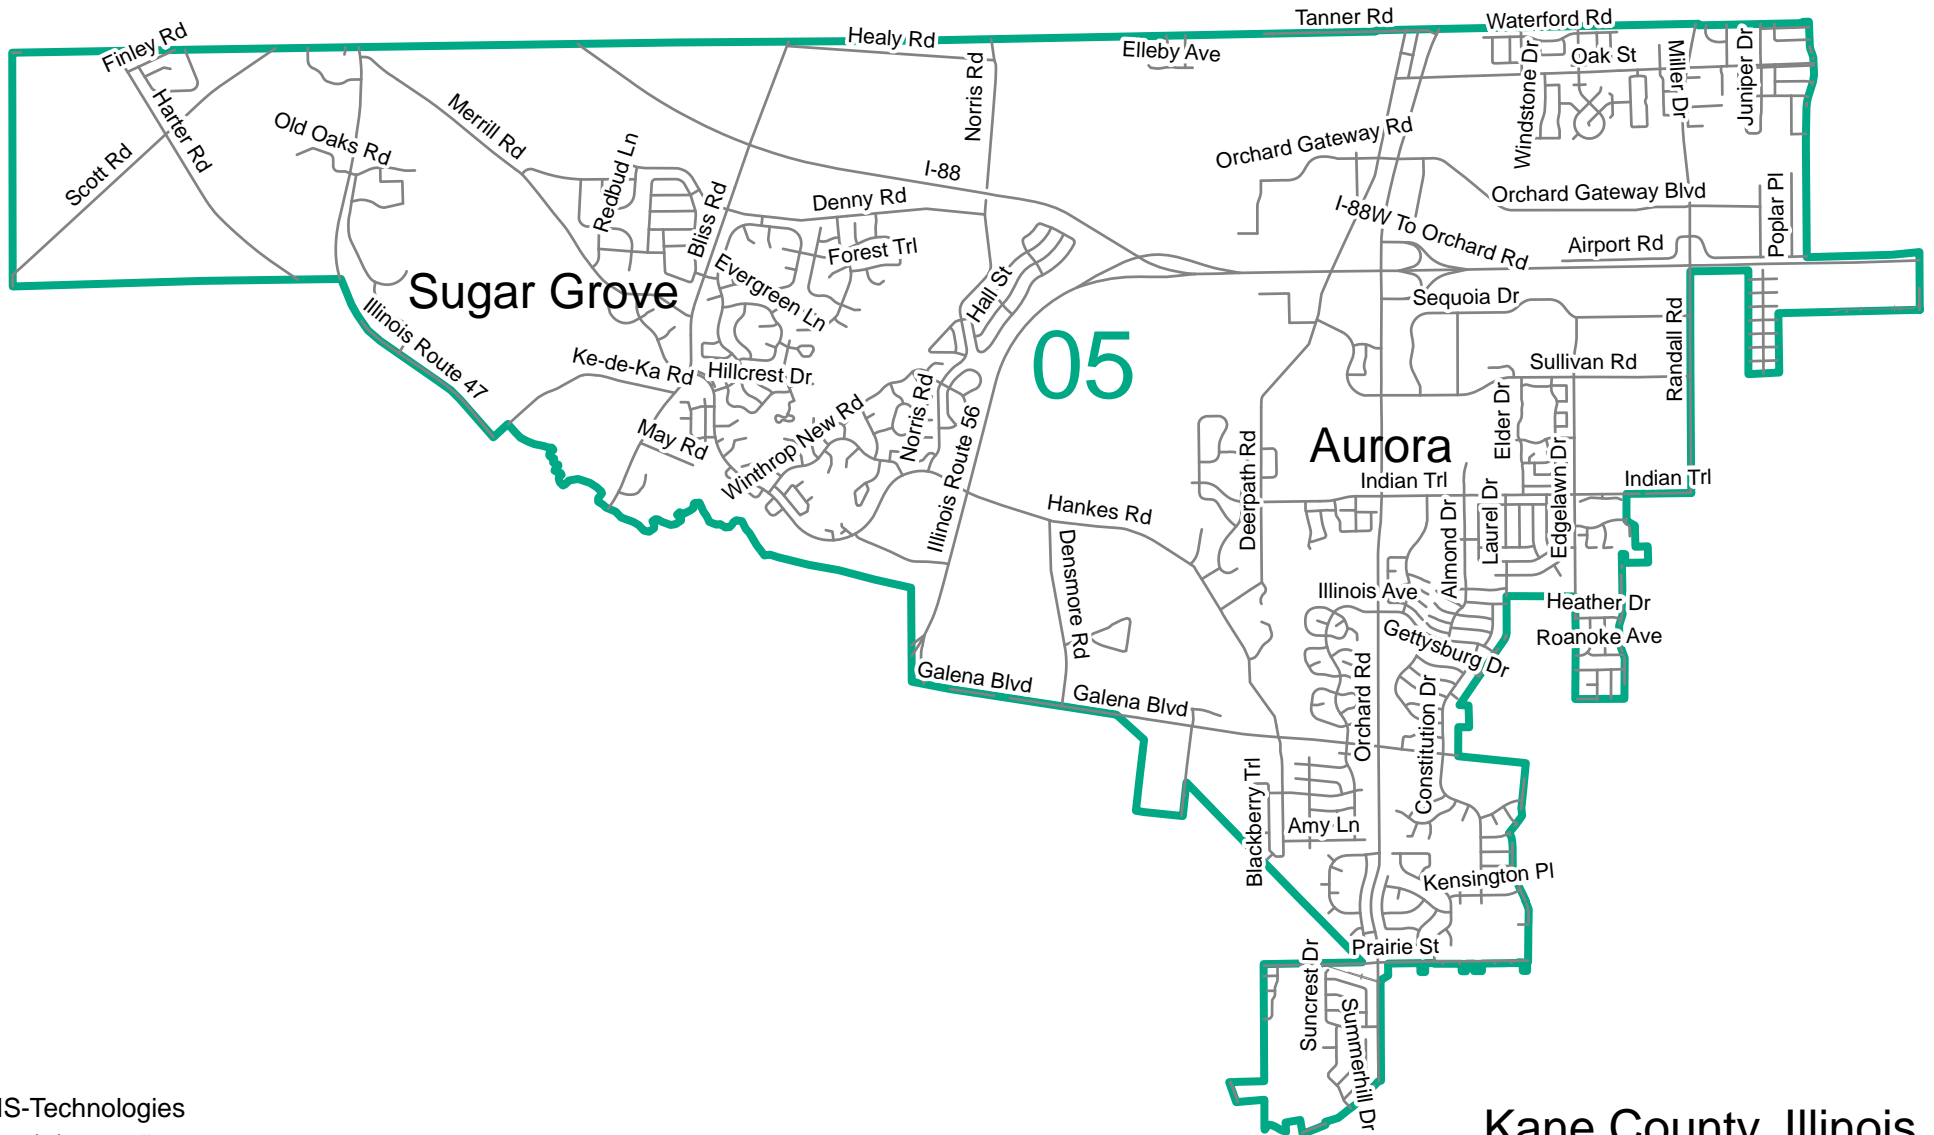 Finley Rd
Healy Rd
Tanner Rd
Waterford Rd
Elleby Ave
Oak St
Miller Dr
Juniper Dr
Windstone Dr
Norris Rd
Harter Rd
Scott Rd
Old Oaks Rd
Merrill Rd
Redbud Ln
Bliss Rd
I-88
Denny Rd
Forest Trl
Evergreen Ln
Orchard Gateway Rd
Orchard Gateway Blvd
Poplar Pl
I-88W To Orchard Rd
Airport Rd
Sugar Grove
Hall St
Sequoia Dr
Randall Rd
Illinois Route 47
Ke-de-Ka Rd
Hillcrest Dr
05
Sullivan Rd
Elder Dr
May Rd
Winthrop New Rd
Norris Rd
Illinois Route 56
Aurora
Deerpath Rd
Indian Trl
Indian Trl
Edgelawn Dr
Laurel Dr
Almond Dr
Hankes Rd
Densmore Rd
Illinois Ave
Heather Dr
Roanoke Ave
Gettysburg Dr
Galena Blvd
Galena Blvd
Orchard Rd
Constitution Dr
Blackberry Trl
Amy Ln
Kensington Pl
Prairie St
Suncrest Dr
Summerhill Dr
IS-Technologies
Kane County, Illinois